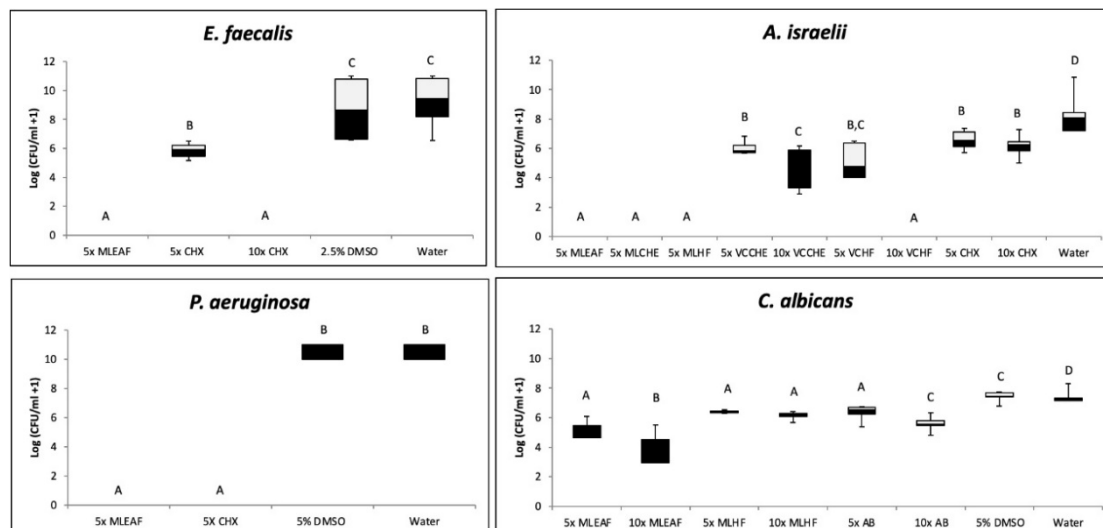 E. faecalis
Log (CFU/ml +1)
12
10
8
6
4
2
0
A
B
A
C
C
5x MLEAF 5x CHX 10x CHX 2.5% DMSO Water
A. israelii
Log (CFU/ml +1)
12
10
8
6
4
2
0
A
A
A
B
C
B,C
A
B
B
D
5x MLEAF 5x MLCHE 5x MLHF 5x VCCHE 10x VCCHE 5x VCHF 10x VCHF 5x CHX 10x CHX Water
P. aeruginosa
Log (CFU/ml +1)
12
10
8
6
4
2
0
A
A
B
B
5x MLEAF 5X CHX 5% DMSO Water
C. albicans
Log (CFU/ml +1)
12
10
8
6
4
2
0
A
B
A
A
A
C
C
D
5x MLEAF 10x MLEAF 5x MLHF 10x MLHF 5x AB 10x AB 5% DMSO Water